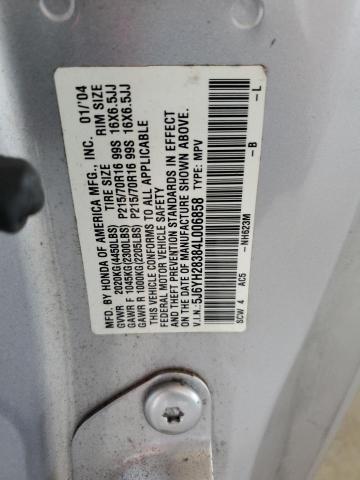 MFD. BY HONDA OF AMERICA MFG., INC. 01/'04
TIRE SIZE RIM SIZE
GVWR 2020KG(4450LBS) P215/70R16 99S 16X6.5JJ
GAWR F 1045KG(2300LBS) P215/70R16 99S 16X6.5JJ
GAWR R 1000KG(2205LBS)
THIS VEHICLE CONFORMS TO ALL APPLICABLE
FEDERAL MOTOR VEHICLE SAFETY
AND THEFT PREVENTION STANDARDS IN EFFECT
ON THE DATE OF MANUFACTURE SHOWN ABOVE.
V.I.N.:5J6YH28384L006858 TYPE: MPV
NH623M -B -L
SCW 4 AC5